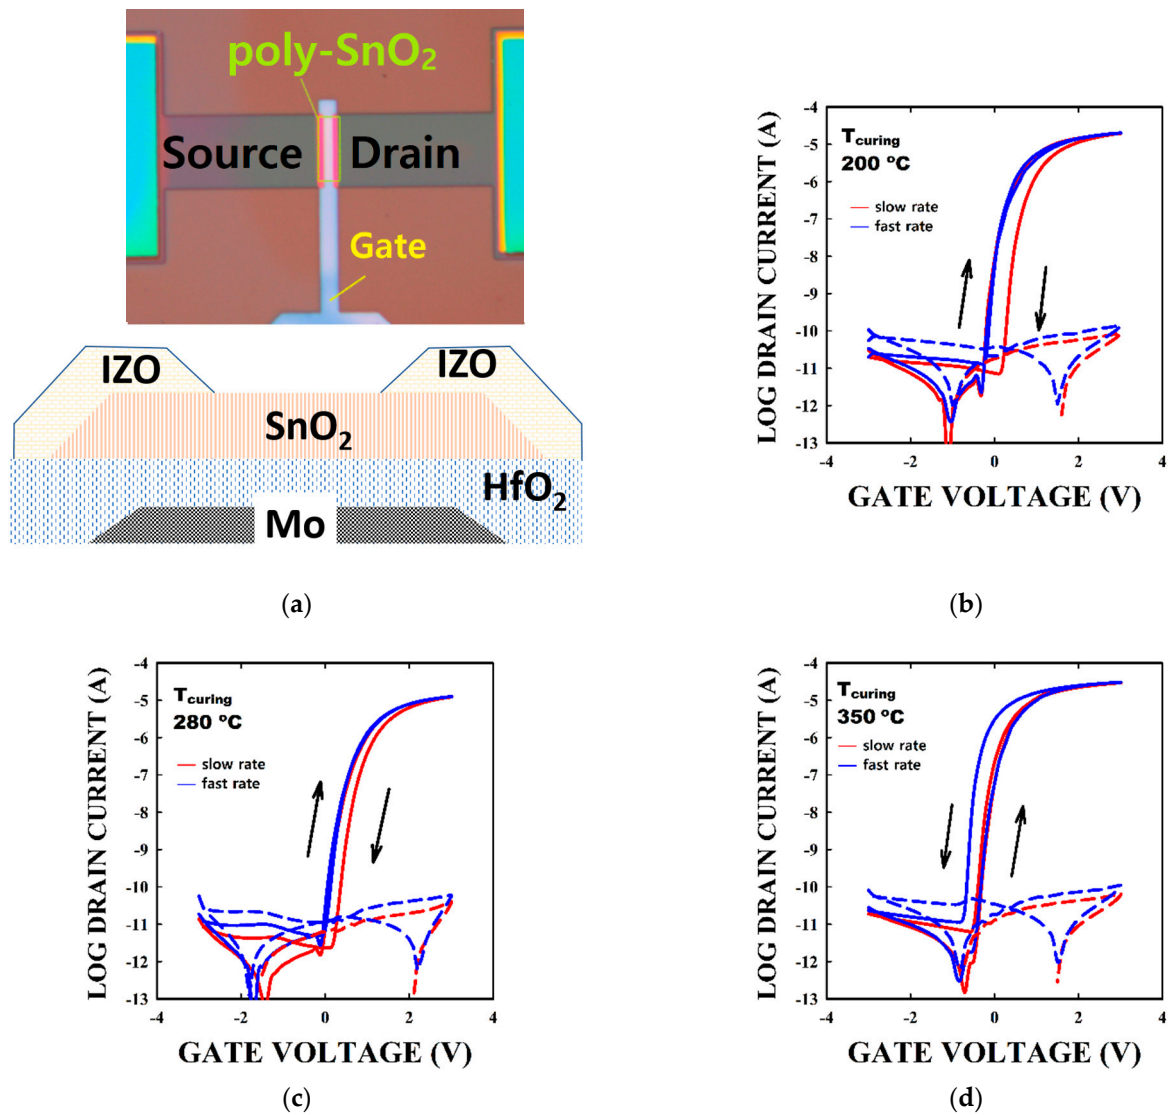 poly-SnO2
Source Drain
Gate
IZO IZO
SnO2
HfO2
Mo
(a)
LOG DRAIN CURRENT (A)
-4
-5
-6
-7
-8
-9
-10
-11
-12
-13
Tcuring
200 ºC
slow rate
fast rate
-4 -2 0 2 4
GATE VOLTAGE (V)
(b)
LOG DRAIN CURRENT (A)
-4
-5
-6
-7
-8
-9
-10
-11
-12
-13
Tcuring
280 ºC
slow rate
fast rate
-4 -2 0 2 4
GATE VOLTAGE (V)
(c)
LOG DRAIN CURRENT (A)
-4
-5
-6
-7
-8
-9
-10
-11
-12
-13
Tcuring
350 ºC
slow rate
fast rate
-4 -2 0 2 4
GATE VOLTAGE (V)
(d)